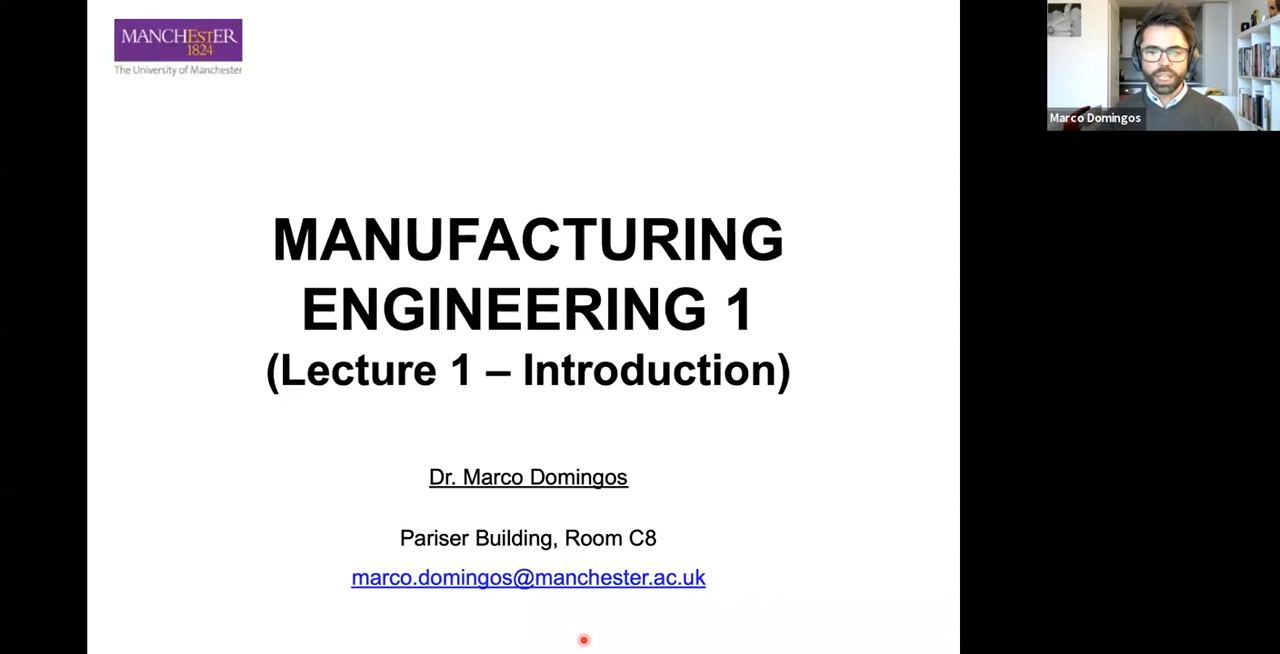 MANCHESTER
1824
The University of Manchester
Marco Domingos
MANUFACTURING
ENGINEERING 1
(Lecture 1 – Introduction)
Dr. Marco Domingos
Pariser Building, Room C8
marco.domingos@manchester.ac.uk